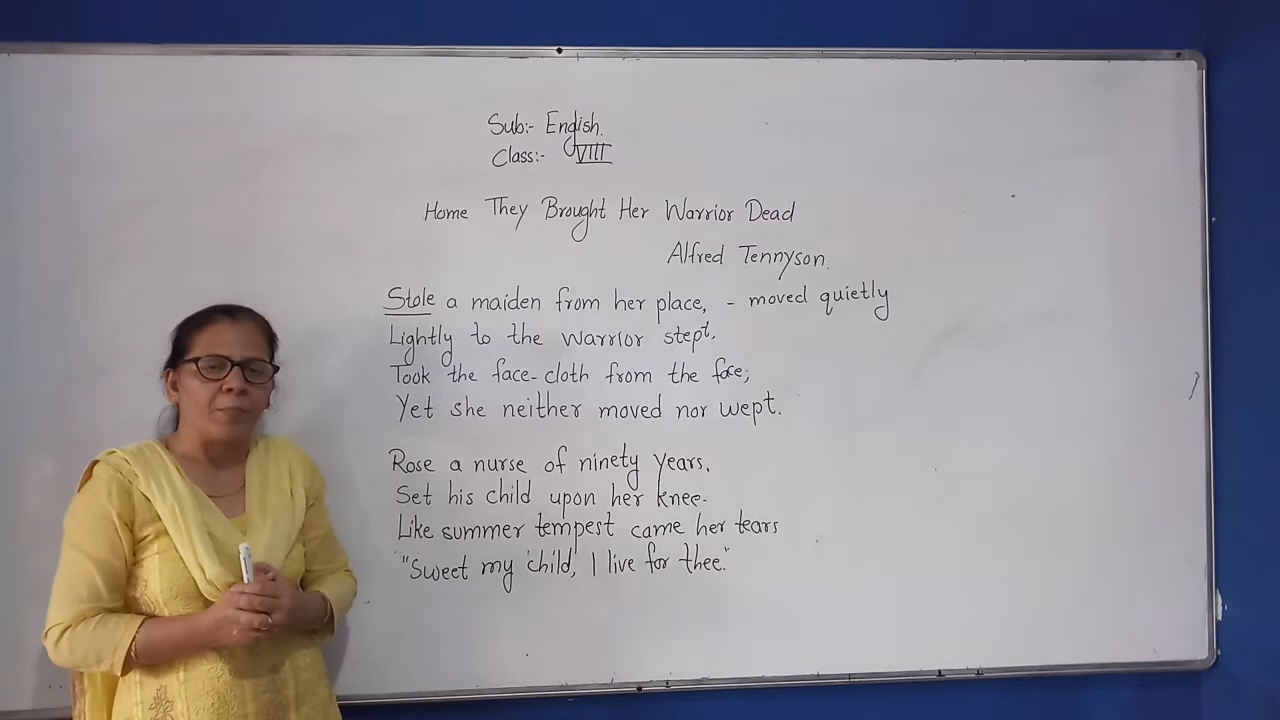 Sub:- English.
Class:- VIII
Home They Brought Her Warrior Dead
Alfred Tennyson.
Stole a maiden from her place, - moved quietly
Lightly to the warrior stept,
Took the face-cloth from the face;
Yet she neither moved nor wept.
Rose a nurse of ninety years,
Set his child upon her knee-
Like summer tempest came her tears
"Sweet my child, I live for thee."